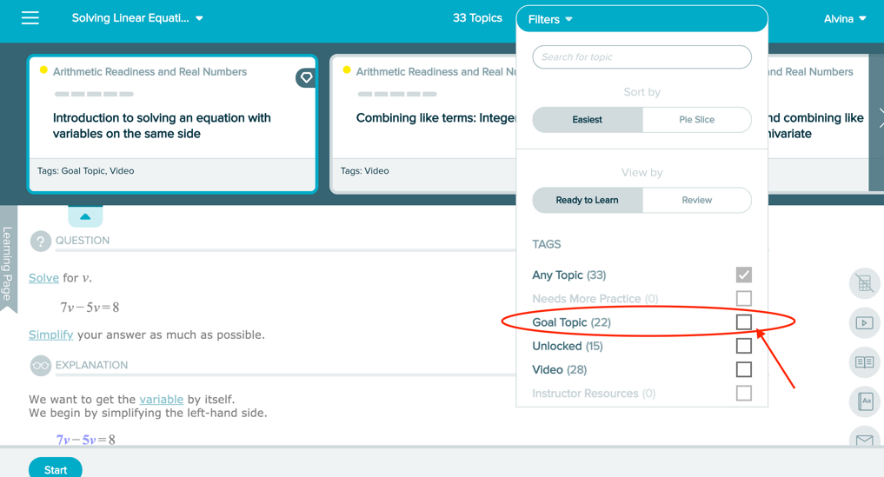 Solving Linear Equati...
33 Topics
Filters
Alvina
Arithmetic Readiness and Real Numbers
Introduction to solving an equation with
variables on the same side
Tags: Goal Topic, Video
Arithmetic Readiness and Real Nu
Combining like terms: Intege
Tags: Video
nd Real Numbers
nd combining like
nivariate
Search for topic
Sort by
Easiest
Pie Slice
View by
Ready to Learn
Review
TAGS
Any Topic (33)
Needs More Practice (0)
Goal Topic (22)
Unlocked (15)
Video (28)
Instructor Resources (0)
Learning Page
? QUESTION
Solve for v.
7v−5v=8
Simplify your answer as much as possible.
EXPLANATION
We want to get the variable by itself.
We begin by simplifying the left-hand side.
7v−5v=8
Aa
Start